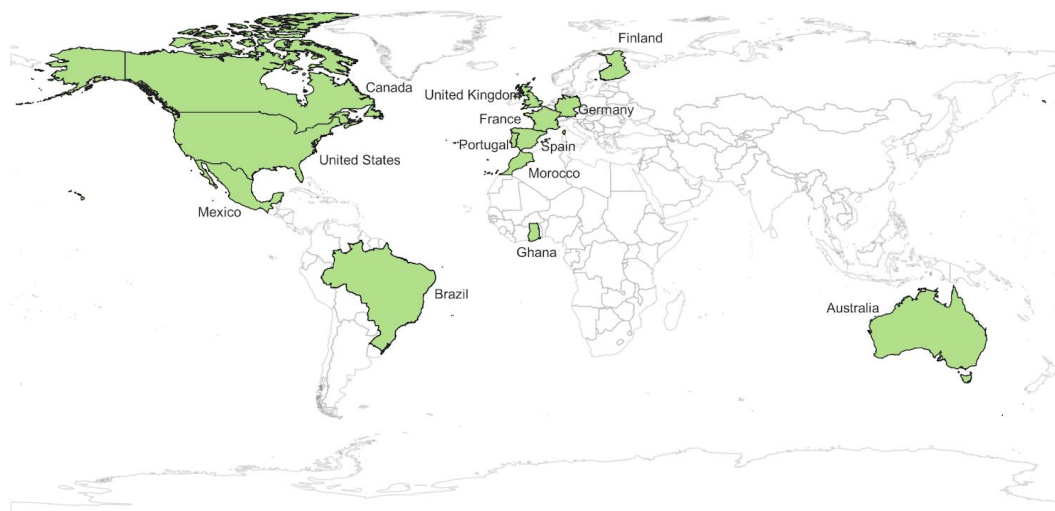 Finland
Canada
United Kingdom
Germany
France
Portugal
Spain
United States
Morocco
Mexico
Ghana
Brazil
Australia